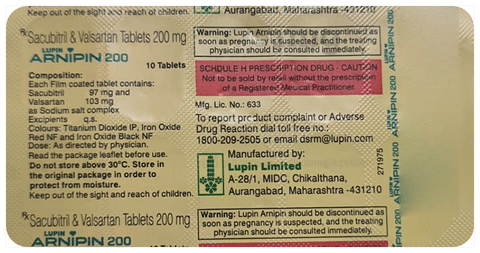 Keep out of the sight and reach of children.
Aurangabad, Maharashtra -431210
Rx Sacubitril & Valsartan Tablets 200 mg
LUPIN
ARNIPIN 200
10 Tablets
Composition:
Each Film coated tablet contains:
Sacubitril 97 mg and
Valsartan 103 mg
as Sodium salt complex
Excipients q.s.
Colours: Titanium Dioxide IP, Iron Oxide
Red NF and Iron Oxide Black NF
Dose: As directed by physician.
Read the package leaflet before use.
Do not store above 30°C. Store in
the original package in order to
protect from moisture.
Keep out of the sight and reach of children.
Warning: Lupin Arnipin should be discontinued as
soon as pregnancy is suspected, and the treating
physician should be consulted immediately.
SCHDULE H PRESCRIPTION DRUG - CAUTION
Not to be sold by retail without the prescription
of a Registered Medical Practitioner.
Mfg. Lic. No.: 633
To report product complaint or Adverse
Drug Reaction dial toll free no.:
1800-209-2505 or email dsrm@lupin.com
Manufactured by:
Lupin Limited
A-28/1, MIDC, Chikalthana,
Aurangabad, Maharashtra -431210
271975
LUPIN
ARNIPIN 200
ARNIPIN
Rx Sacubitril & Valsartan Tablets 200 mg
LUPIN
ARNIPIN 200
10 Tablets
Warning: Lupin Arnipin should be discontinued as
soon as pregnancy is suspected, and the treating
physician should be consulted immediately.